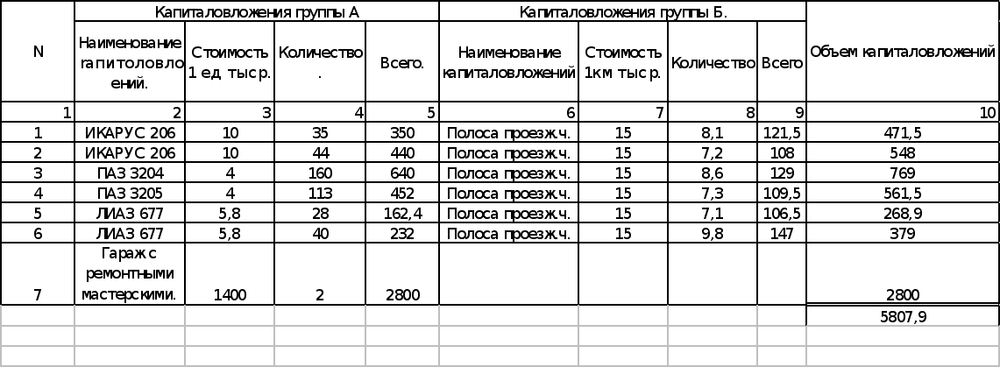 N Капиталовложения группы А Капиталовложения группы Б. Объем капиталовложений
Наименование гапитоловло ений. Стоимость 1 ед тыс р. Количество . Всего. Наименование капиталовложений Стоимость 1км тыс р. Количество Всего
1 2 3 4 5 6 7 8 9 10
1 ИКАРУС 206 10 35 350 Полоса проезж.ч. 15 8,1 121,5 471,5
2 ИКАРУС 206 10 44 440 Полоса проезж.ч. 15 7,2 108 548
3 ПАЗ 3204 4 160 640 Полоса проезж.ч. 15 8,6 129 769
4 ПАЗ 3205 4 113 452 Полоса проезж.ч. 15 7,3 109,5 561,5
5 ЛИАЗ 677 5,8 28 162,4 Полоса проезж.ч. 15 7,1 106,5 268,9
6 ЛИАЗ 677 5,8 40 232 Полоса проезж.ч. 15 9,8 147 379
7 Гараж с ремонтными мастерскими. 1400 2 2800 2800
5807,9